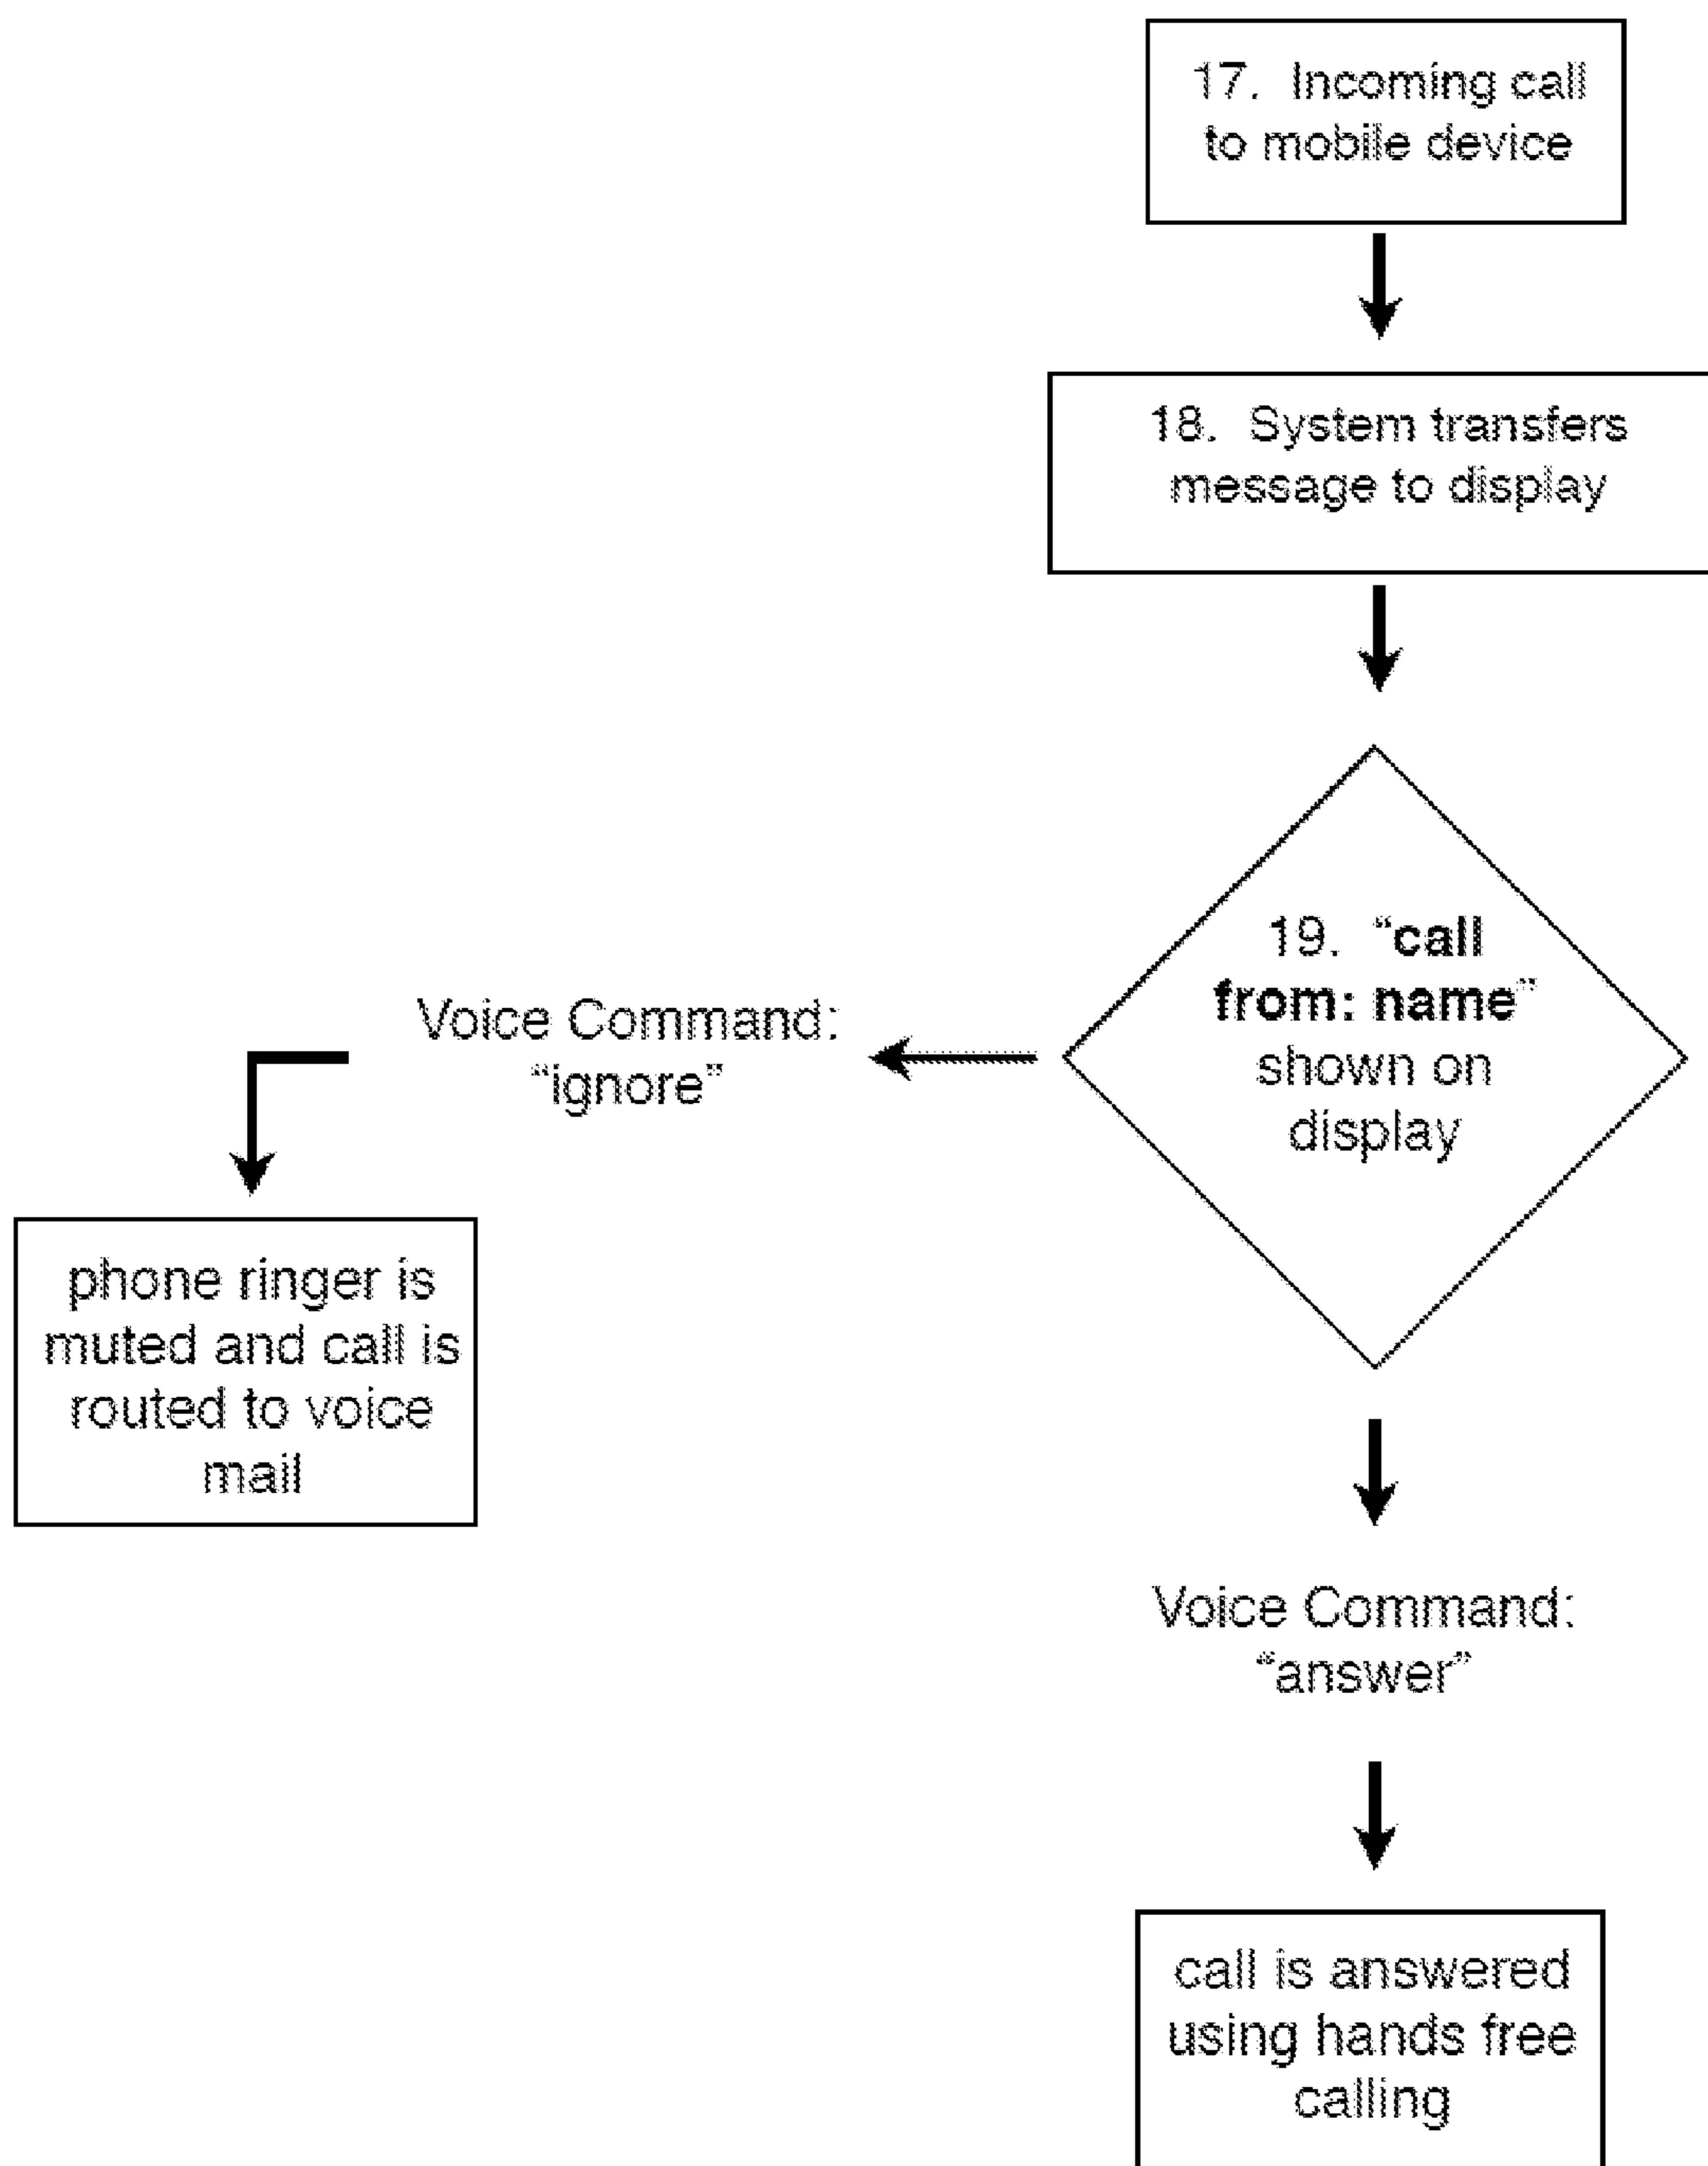 17. Incoming call
to mobile device
18. System transfers
message to display
19. “call
from: name”
shown on
display
Voice Command:
“ignore”
phone ringer is
muted and call is
routed to voice
mail
Voice Command:
“answer”
call is answered
using hands free
calling